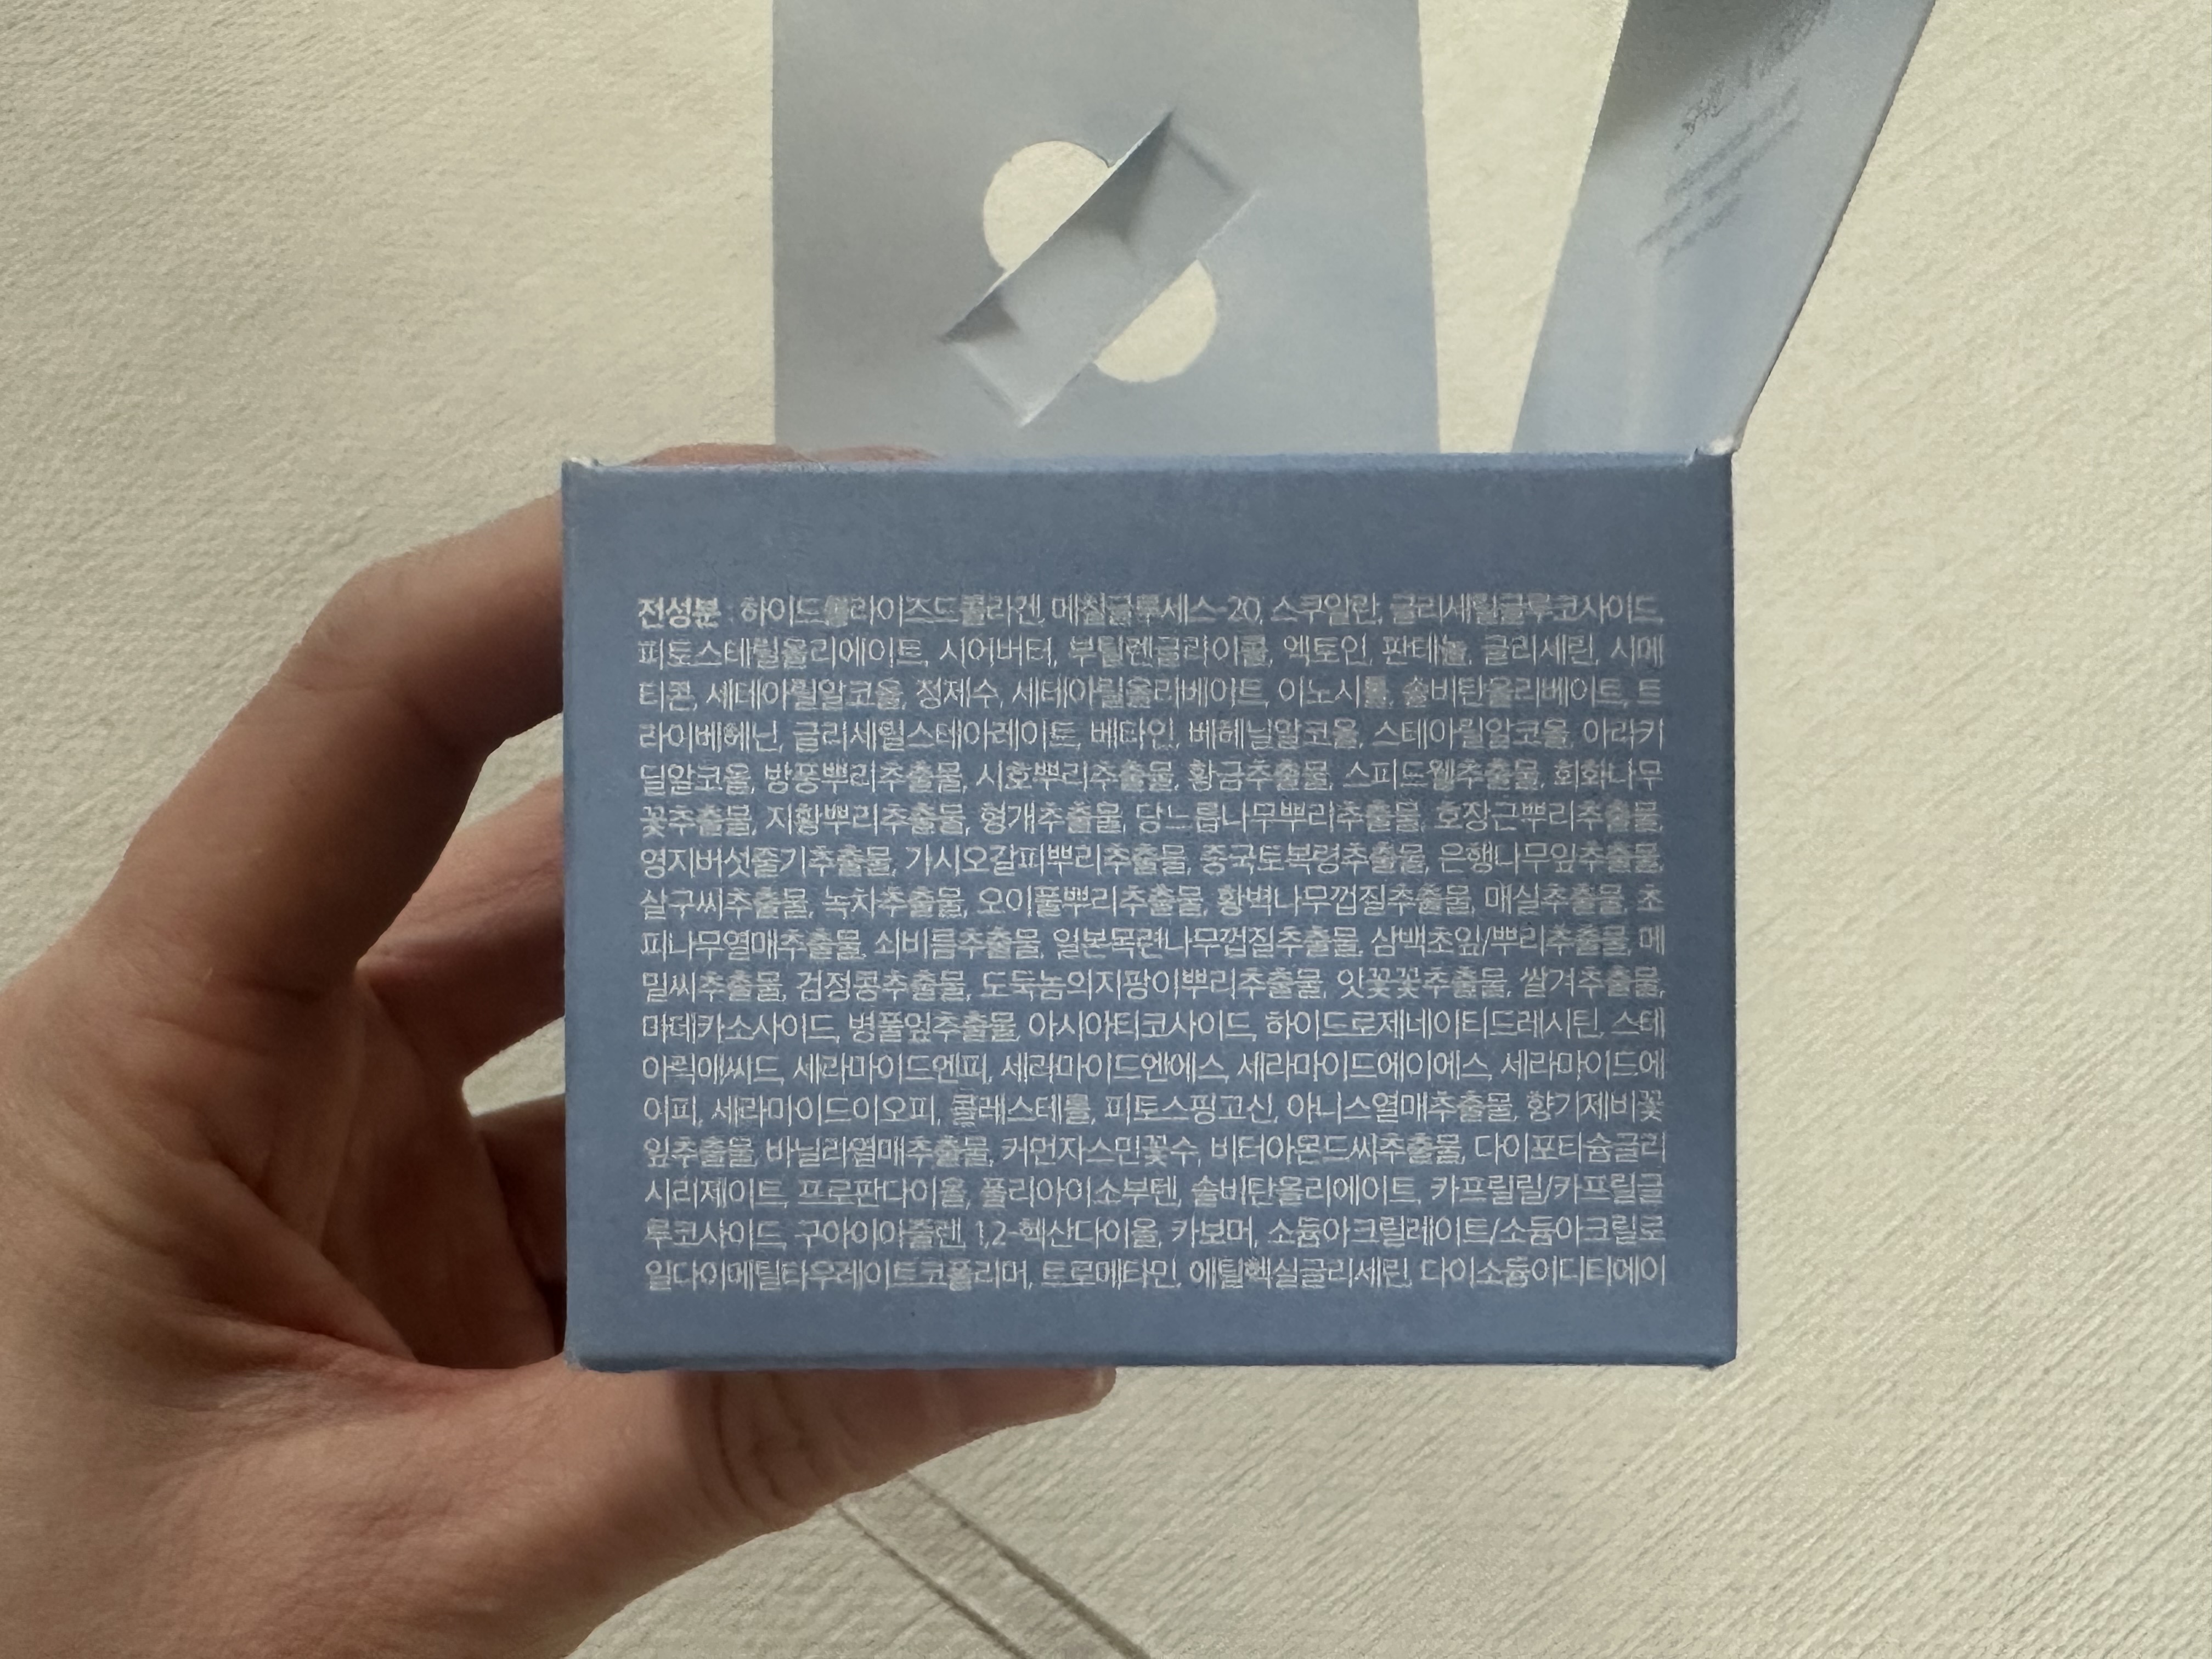 전성분 : 하이드롤라이즈드콜라겐, 메칠글루세스-20, 스쿠알란, 글리세릴글루코사이드,
피토스테릴올리에이트, 시어버터, 부틸렌글라이콜, 엑토인, 판테놀, 글리세린, 시메
티콘, 세테아릴알코올, 정제수, 세테아릴올리베이트, 이노시톨, 솔비탄올리베이트, 트
라이베헤닌, 글리세릴스테아레이트, 베타인, 베헤닐알코올, 스테아릴알코올, 아라키
딜알코올, 방풍뿌리추출물, 시호뿌리추출물, 황금추출물, 스피드웰추출물, 회화나무
꽃추출물, 지황뿌리추출물, 형개추출물, 당느릅나무뿌리추출물, 호장근뿌리추출물,
영지버섯줄기추출물, 가시오갈피뿌리추출물, 중국토복령추출물, 은행나무잎추출물,
살구씨추출물, 녹차추출물, 오이풀뿌리추출물, 황벽나무껍질추출물, 매실추출물, 초
피나무열매추출물, 쇠비름추출물, 일본목련나무껍질추출물, 삼백초잎/뿌리추출물, 메
밀씨추출물, 검정콩추출물, 도둑놈의지팡이뿌리추출물, 잇꽃꽃추출물, 쌀겨추출물,
마데카소사이드, 병풀잎추출물, 아시아티코사이드, 하이드로제네이티드레시틴, 스테
아릭애씨드, 세라마이드엔피, 세라마이드엔에스, 세라마이드에이에스, 세라마이드에
이피, 세라마이드이오피, 콜레스테롤, 피토스핑고신, 아니스열매추출물, 향기제비꽃
잎추출물, 바닐라열매추출물, 커먼자스민꽃수, 비터아몬드씨추출물, 다이포타슘글리
시리제이트, 프로판다이올, 폴리아이소부텐, 솔비탄올리에이트, 카프릴릴/카프릴글
루코사이드, 구아이아줄렌, 1,2-헥산다이올, 카보머, 소듐아크릴레이트/소듐아크릴로
일다이메틸타우레이트코폴리머, 트로메타민, 에틸헥실글리세린, 다이소듐이디티에이